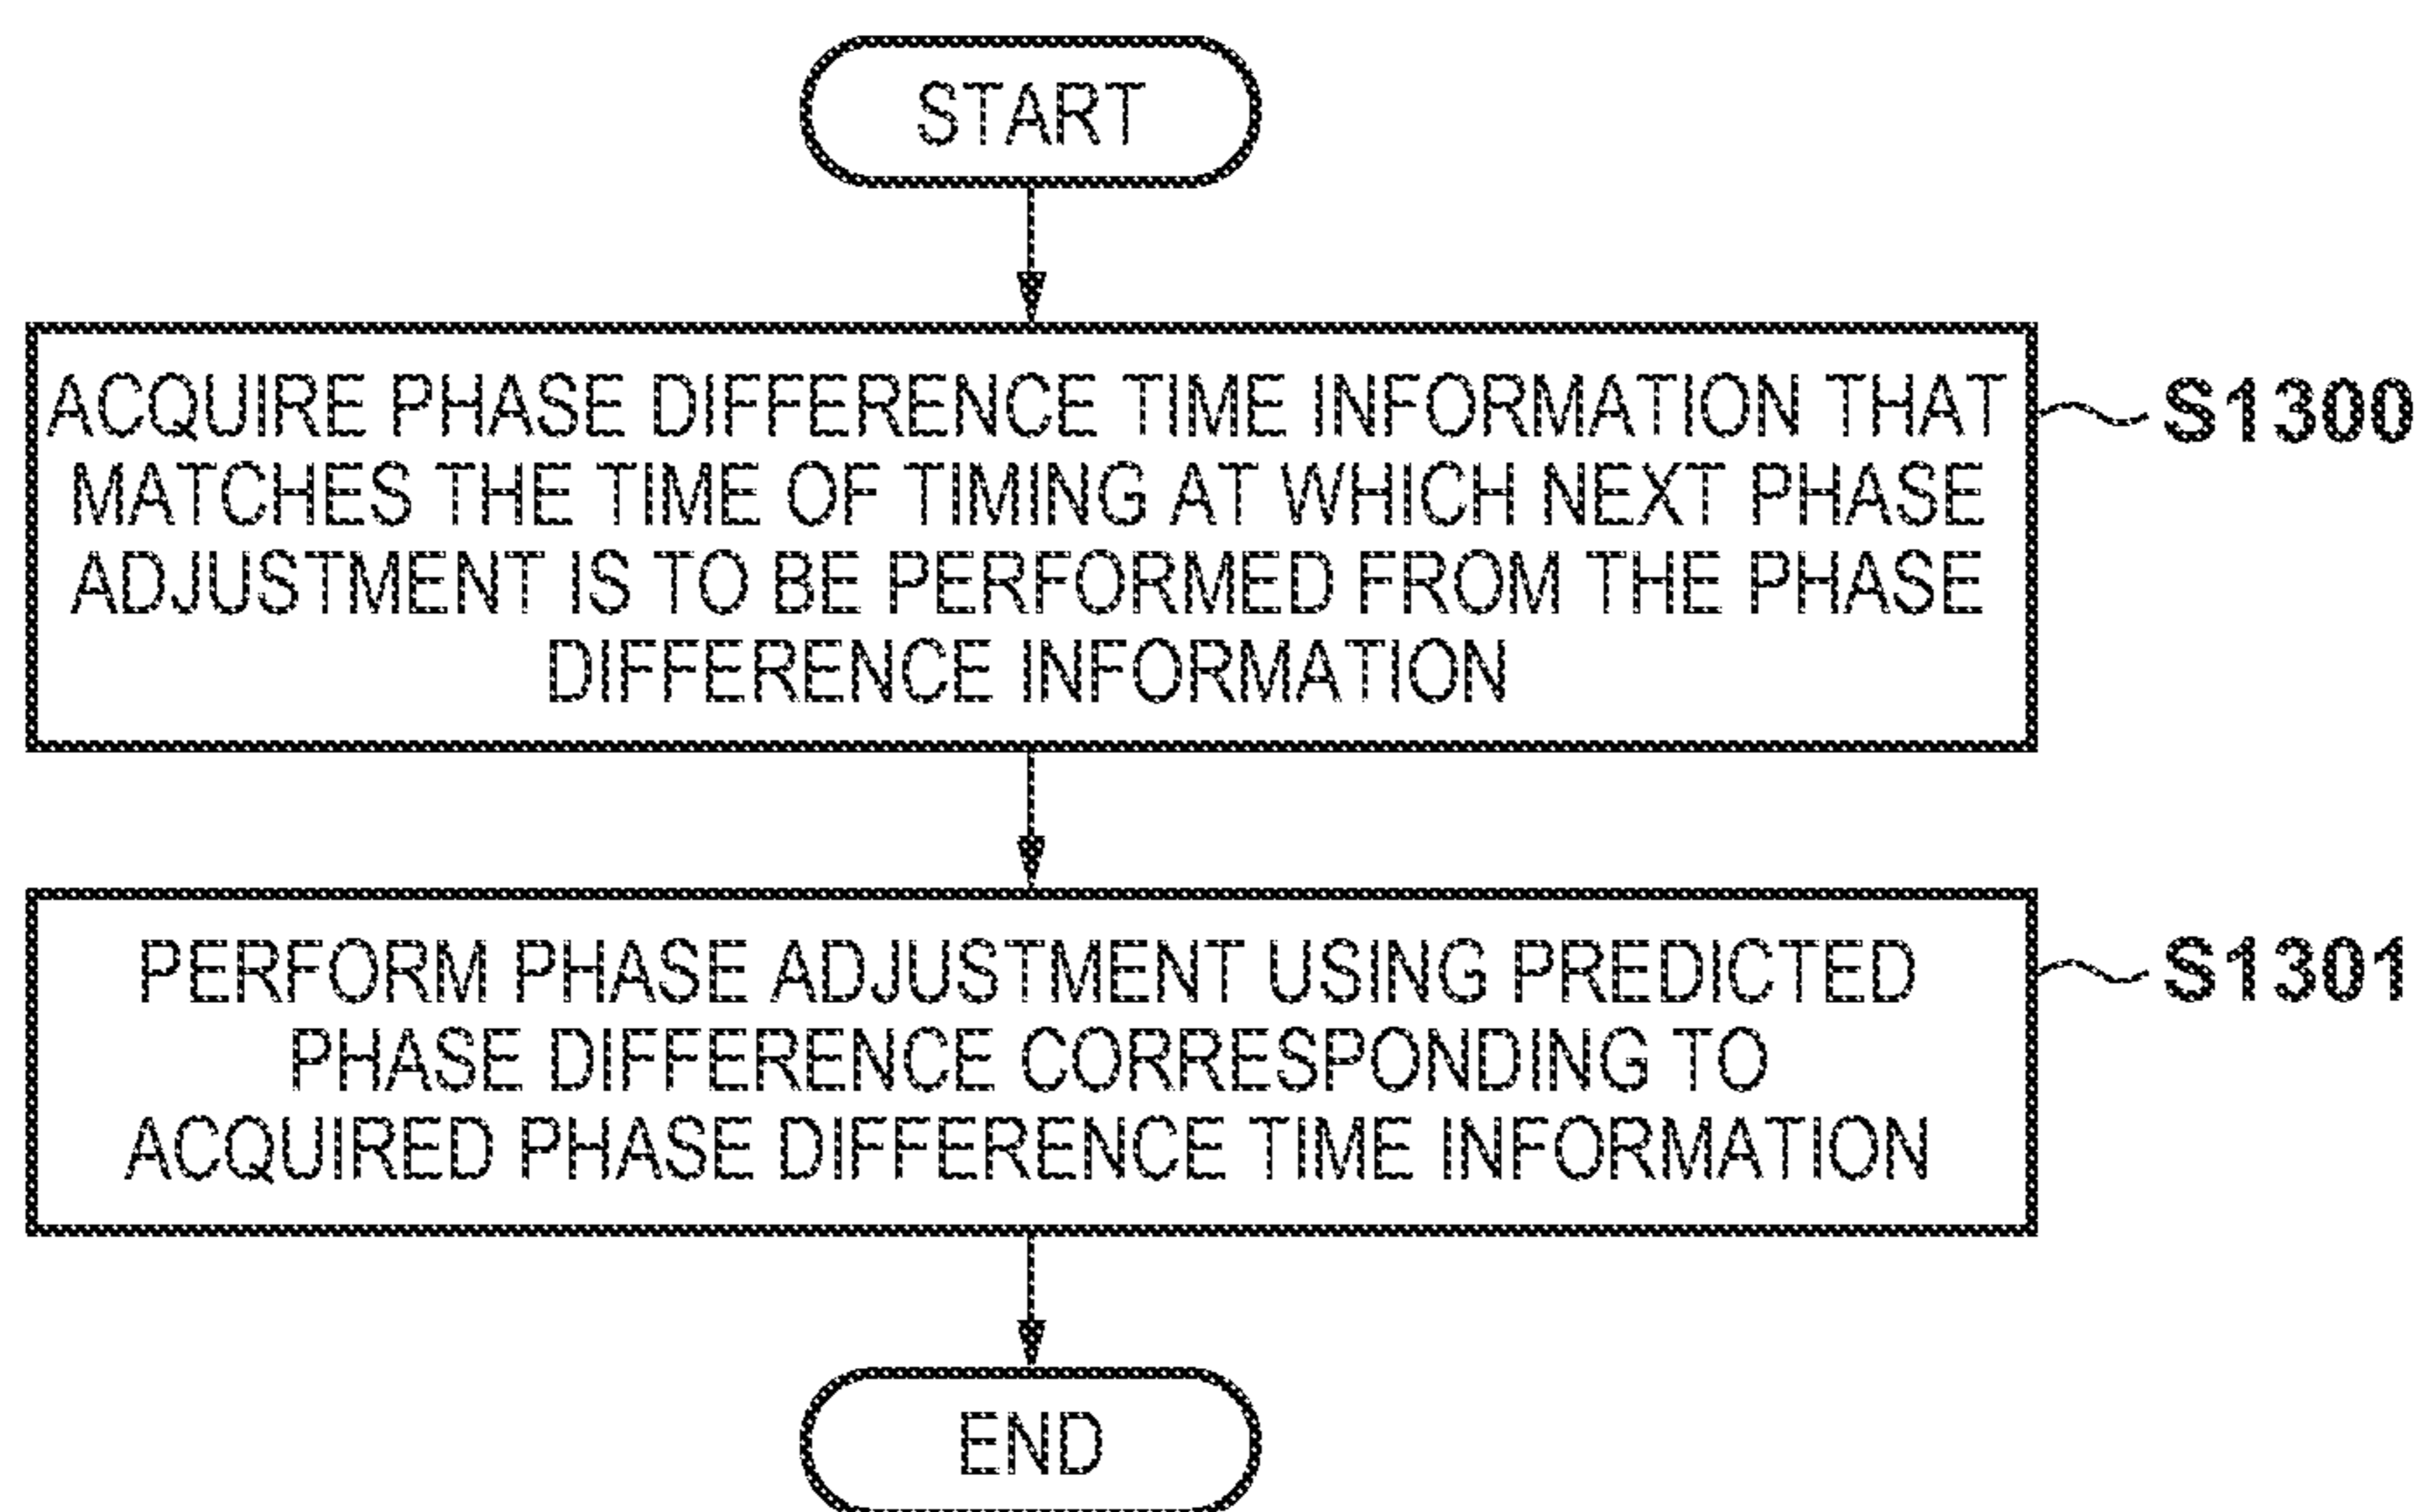 START
ACQUIRE PHASE DIFFERENCE TIME INFORMATION THAT
MATCHES THE TIME OF TIMING AT WHICH NEXT PHASE
ADJUSTMENT IS TO BE PERFORMED FROM THE PHASE
DIFFERENCE INFORMATION
S1300
PERFORM PHASE ADJUSTMENT USING PREDICTED
PHASE DIFFERENCE CORRESPONDING TO
ACQUIRED PHASE DIFFERENCE TIME INFORMATION
S1301
END